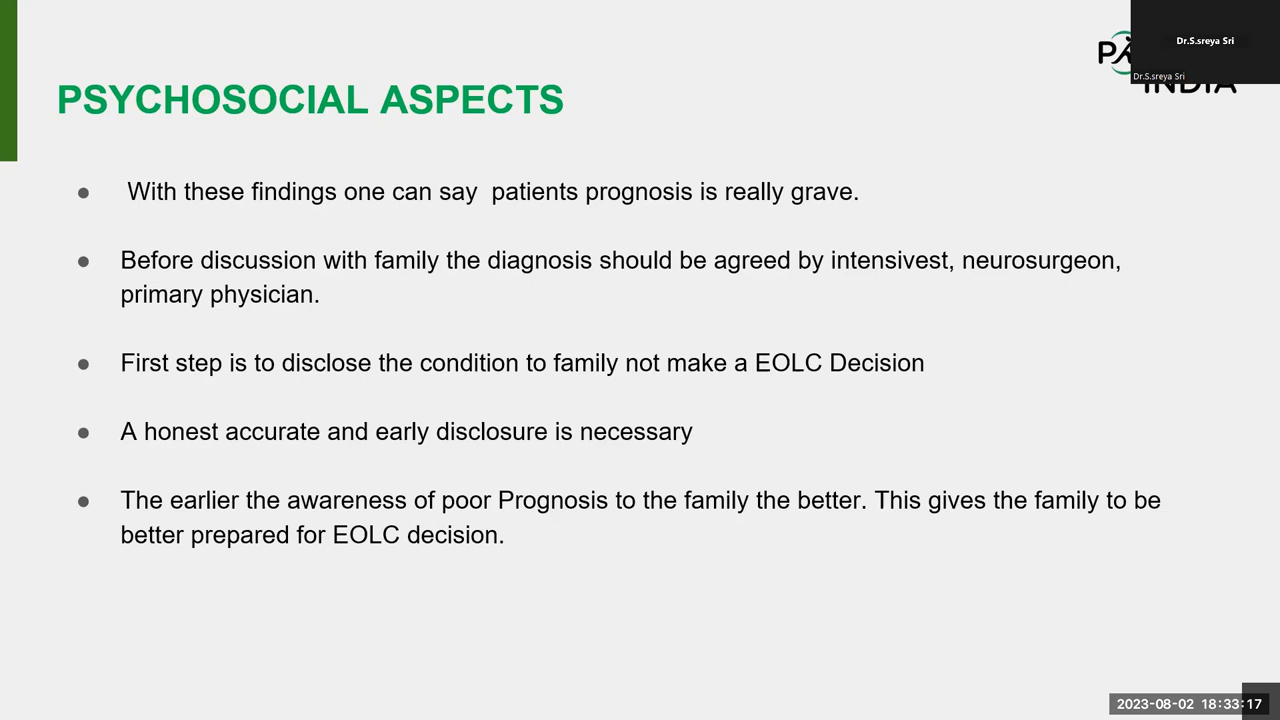 Dr.S.sreya Sri
Dr.S.sreya Sri
INDIA
PSYCHOSOCIAL ASPECTS
● With these findings one can say  patients prognosis is really grave.
● Before discussion with family the diagnosis should be agreed by intensivest, neurosurgeon,
primary physician.
● First step is to disclose the condition to family not make a EOLC Decision
● A honest accurate and early disclosure is necessary
● The earlier the awareness of poor Prognosis to the family the better. This gives the family to be
better prepared for EOLC decision.
2023-08-02 18:33:17